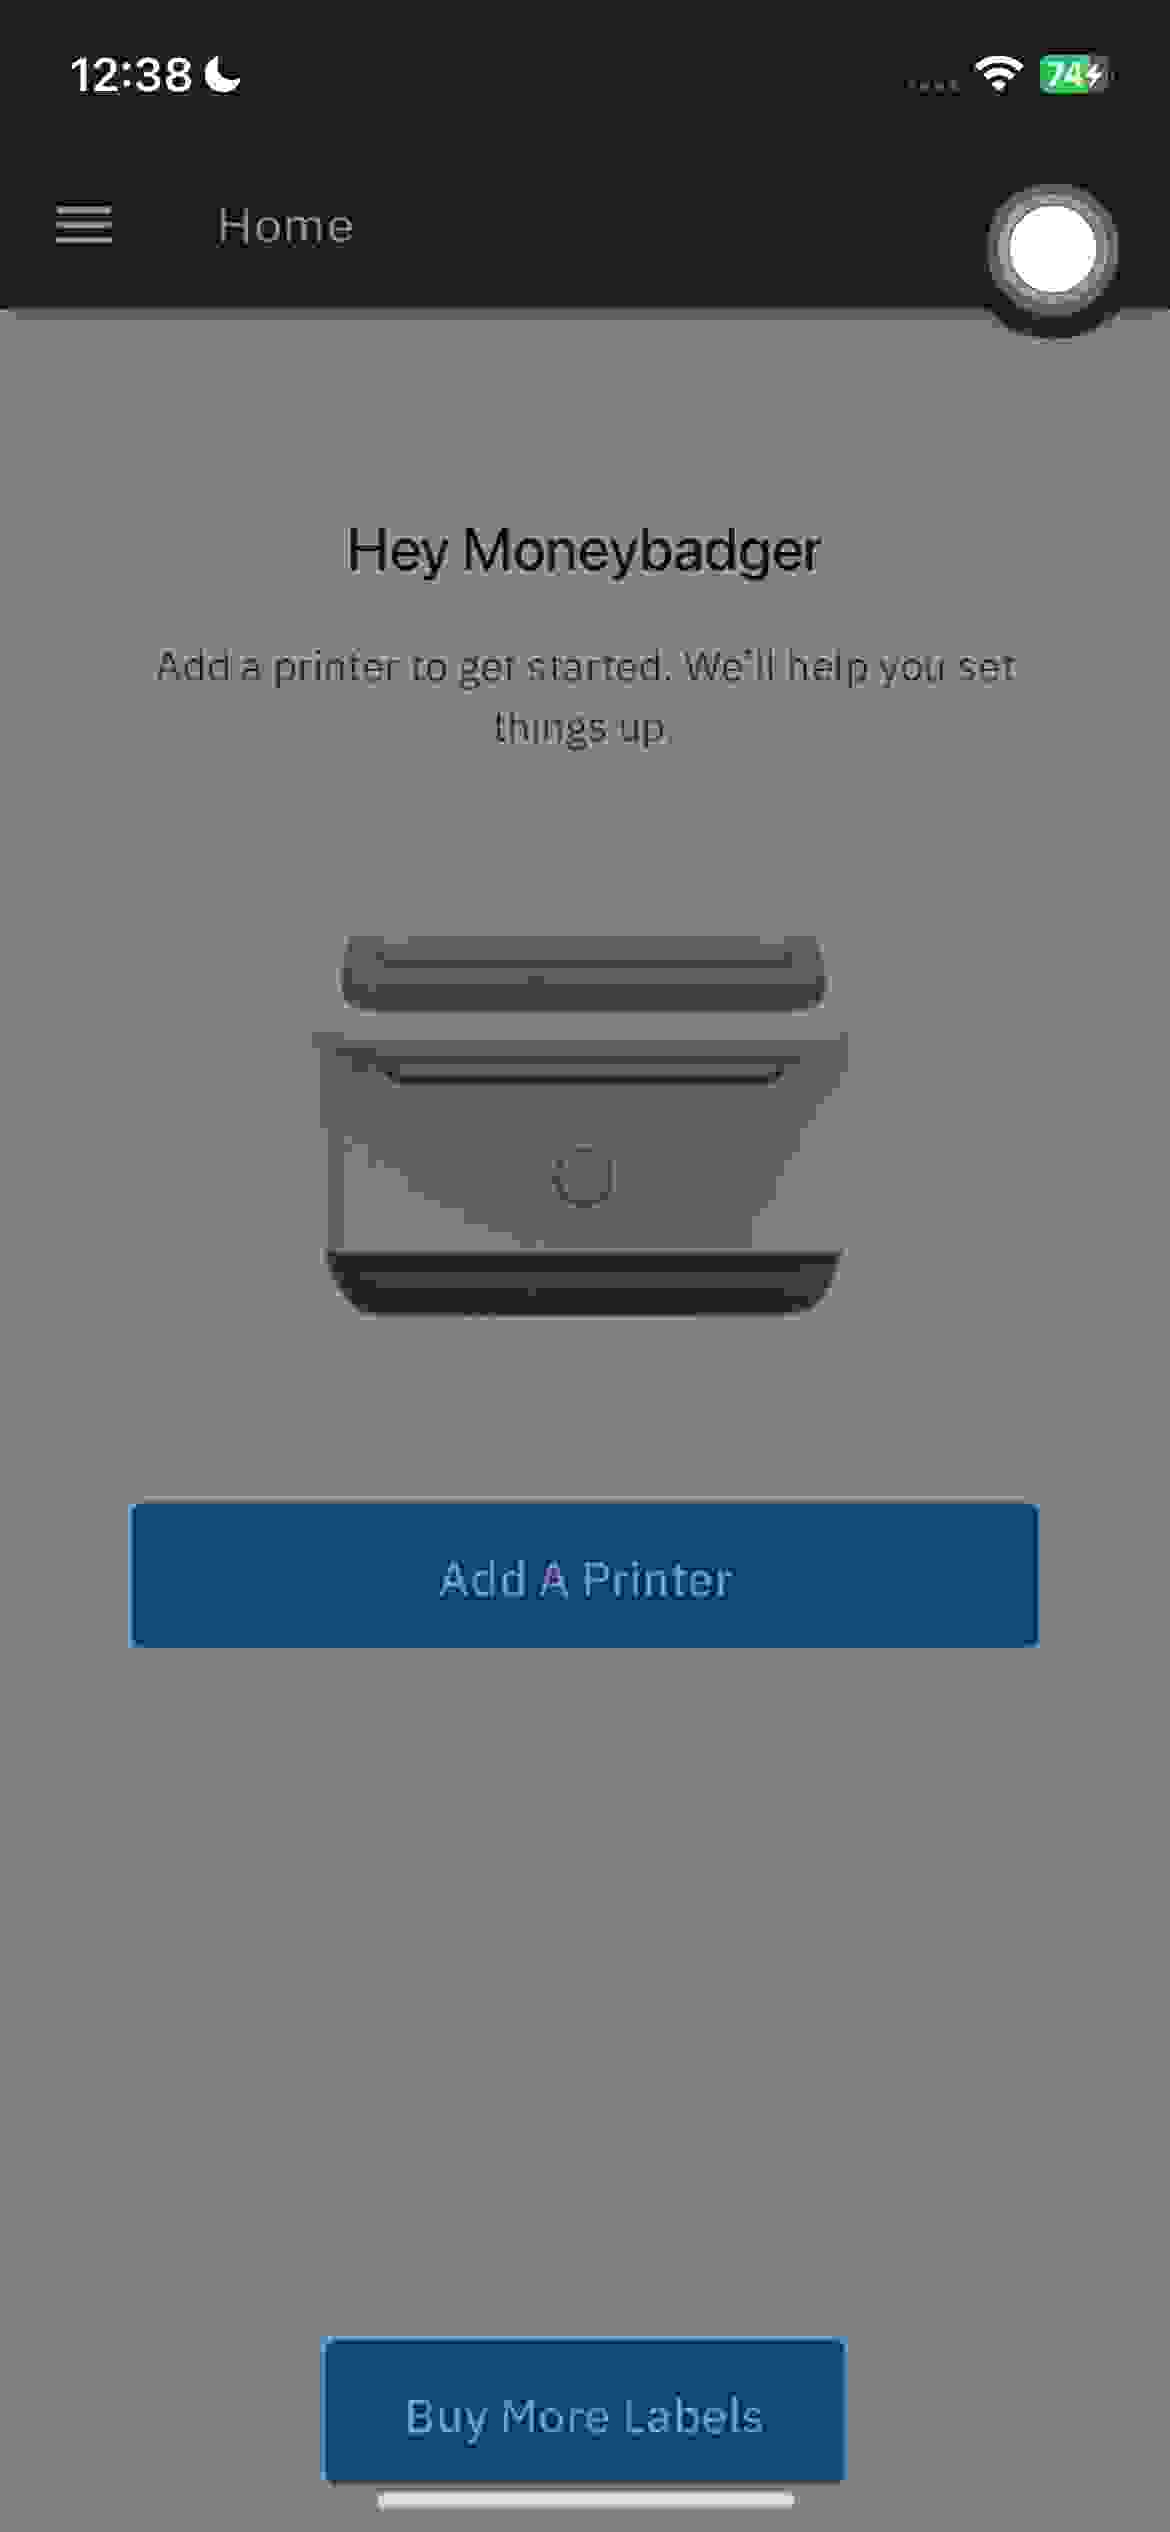 12:38
74
Home
Hey Moneybadger
Add a printer to get started. We'll help you set
things up.
Add A Printer
Buy More Labels